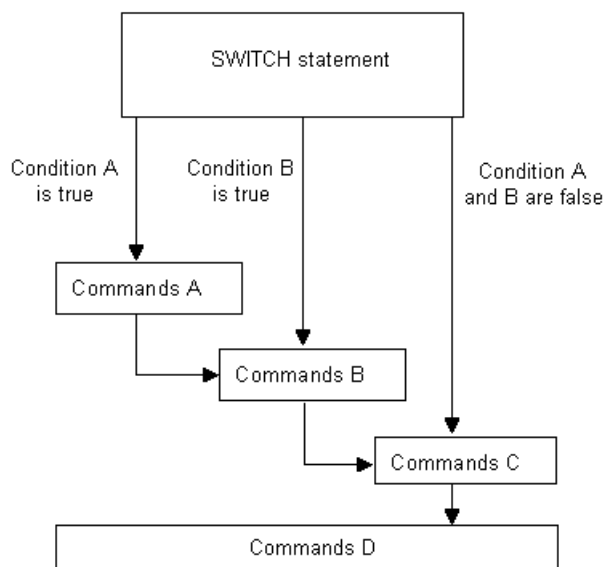 SWITCH statement
Condition A
is true
Condition B
is true
Condition A
and B are false
Commands A
Commands B
Commands C
Commands D